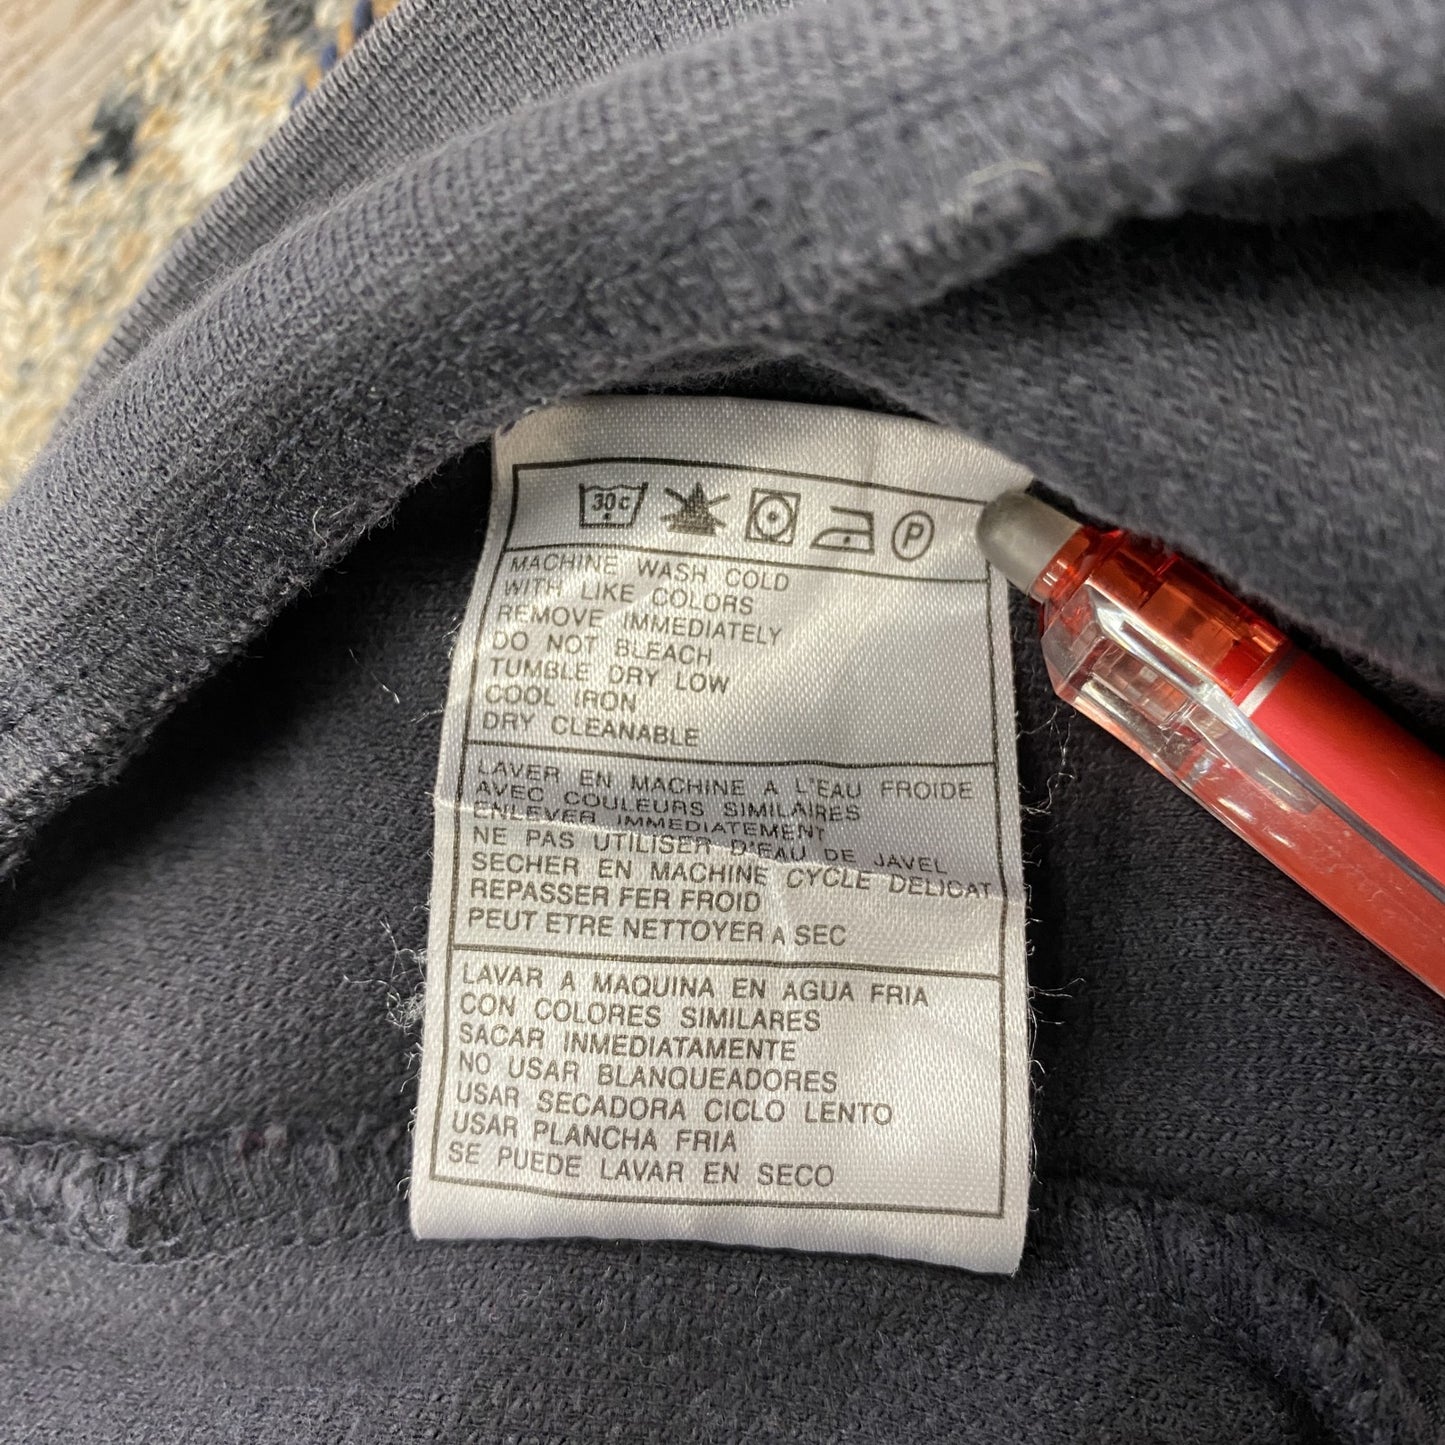 30c P
MACHINE WASH COLD
WITH LIKE COLORS
REMOVE IMMEDIATELY
DO NOT BLEACH
TUMBLE DRY LOW
COOL IRON
DRY CLEANABLE
LAVER EN MACHINE A L'EAU FROIDE
AVEC COULEURS SIMILAIRES
ENLEVER IMMEDIATEMENT
NE PAS UTILISER D'EAU DE JAVEL
SECHER EN MACHINE CYCLE DELICAT
REPASSER FER FROID
PEUT ETRE NETTOYER A SEC
LAVAR A MAQUINA EN AGUA FRIA
CON COLORES SIMILARES
SACAR INMEDIATAMENTE
NO USAR BLANQUEADORES
USAR SECADORA CICLO LENTO
USAR PLANCHA FRIA
SE PUEDE LAVAR EN SECO